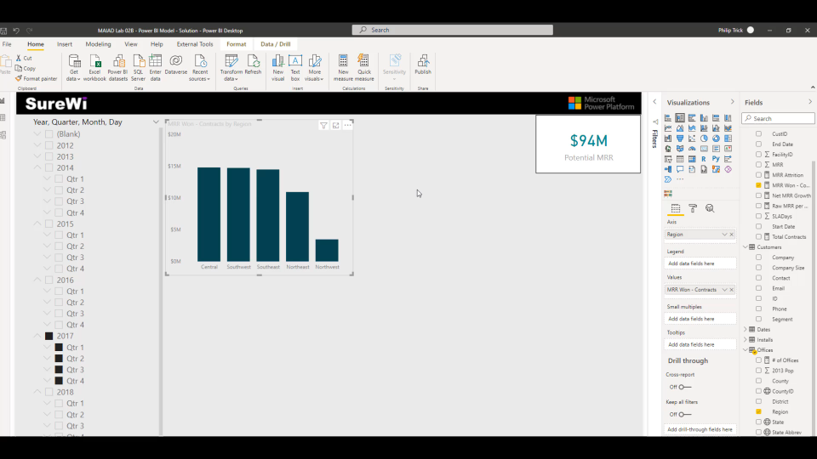 MAIAD Lab 02B - Power BI Model - Solution - Power BI Desktop
Search
Philip Trick
File
Home
Insert
Modeling
View
Help
External Tools
Format
Data / Drill
Paste
Cut
Copy
Format painter
Get data
Excel workbook
Power BI datasets
SQL Server
Enter data
Dataverse
Recent sources
Transform data
Refresh
New visual
Text box
More visuals
New measure
Quick measure
Sensitivity
Publish
Clipboard
Data
Queries
Insert
Calculations
Sensitivity
Share
SureWi
Microsoft
Power Platform
Year, Quarter, Month, Day
(Blank)
2012
2013
2014
Qtr 1
Qtr 2
Qtr 3
Qtr 4
2015
Qtr 1
Qtr 2
Qtr 3
Qtr 4
2016
Qtr 1
Qtr 2
Qtr 3
Qtr 4
2017
Qtr 1
Qtr 2
Qtr 3
Qtr 4
2018
Qtr 1
Qtr 2
Qtr 3
MRR Won - Contracts by Region
$20M
$15M
$10M
$5M
$0M
Central
Southwest
Southeast
Northeast
Northwest
$94M
Potential MRR
Filters
Visualizations
Axis
Region
Legend
Add data fields here
Values
MRR Won - Contracts
Small multiples
Add data fields here
Tooltips
Add data fields here
Drill through
Cross-report
Off
Keep all filters
Off
Add drill-through fields here
Fields
Search
CustID
End Date
FacilityID
MRR
MRR Attrition
MRR Won - Co...
Net MRR Growth
Raw MRR per ...
SLADays
Start Date
Total Contracts
Customers
Company
Company Size
Contact
Email
ID
Phone
Segment
Dates
Installs
Offices
# of Offices
2013 Pop
County
CountyID
District
Region
State
State Abbrev